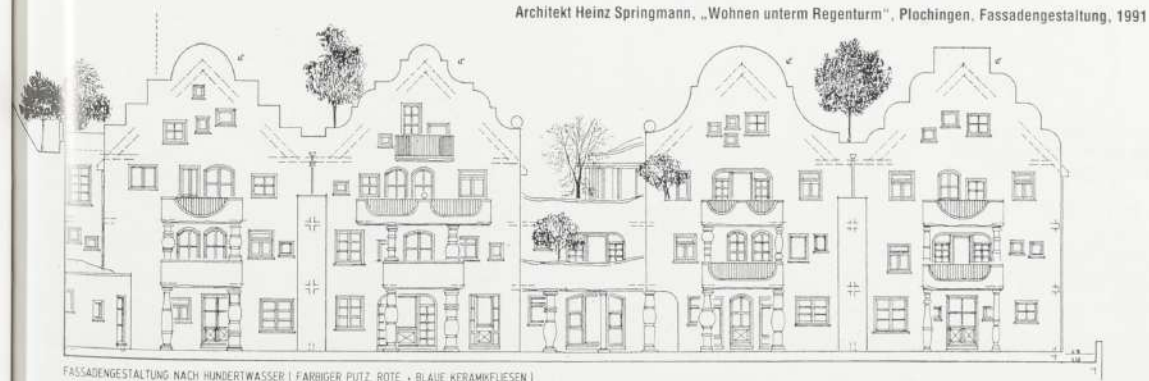 Architekt Heinz Springmann, „Wohnen unterm Regenturm“, Plochingen, Fassadengestaltung, 1991
FASSADENGESTALTUNG NACH HUNDERTWASSER ( FARBIGER PUTZ, ROTE + BLAUE KERAMIKFLIESEN )